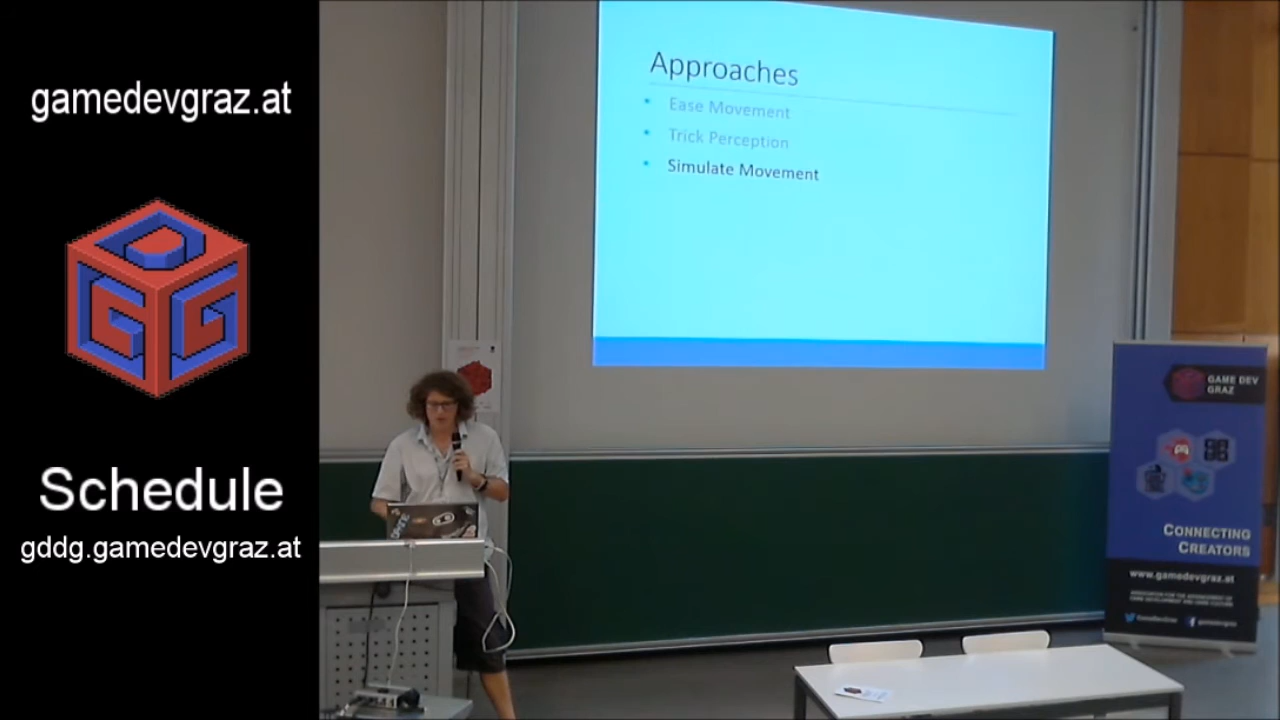 gamedevgraz.at
Schedule
gddg.gamedevgraz.at
Approaches
Ease Movement
Trick Perception
Simulate Movement
GAME DEV
GRAZ
CONNECTING
CREATORS
www.gamedevgraz.at